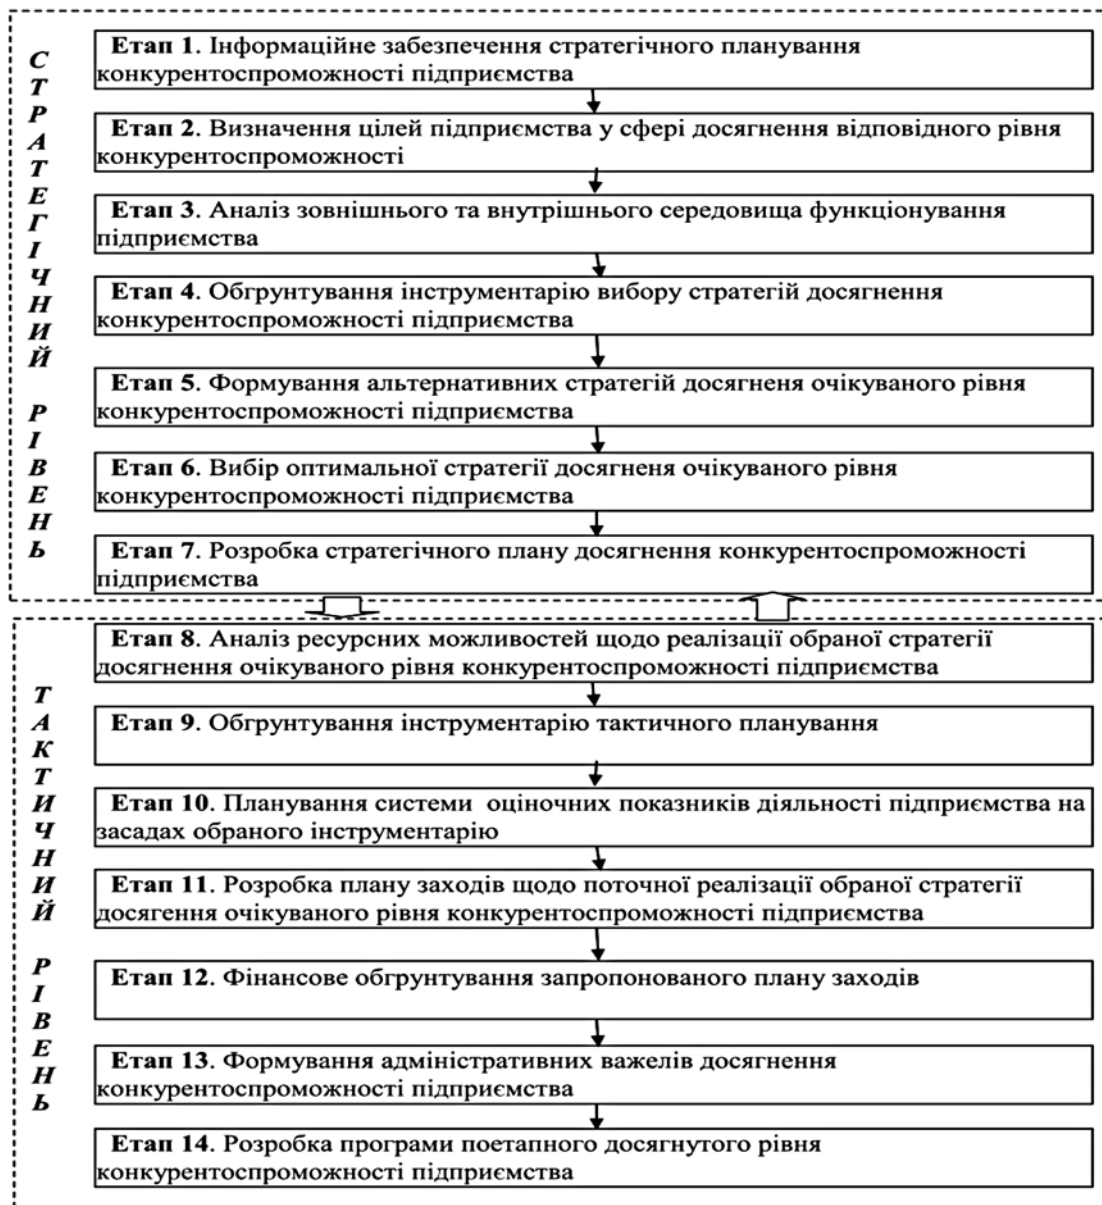 СТРАТЕГІЧНИЙ РІВЕНЬ
Етап 1. Інформаційне забезпечення стратегічного планування
конкурентоспроможності підприємства
Етап 2. Визначення цілей підприємства у сфері досягнення відповідного рівня
конкурентоспроможності
Етап 3. Аналіз зовнішнього та внутрішнього середовища функціонування
підприємства
Етап 4. Обгрунтування інструментарію вибору стратегій досягнення
конкурентоспроможності підприємства
Етап 5. Формування альтернативних стратегій досягненя очікуваного рівня
конкурентоспроможності підприємства
Етап 6. Вибір оптимальної стратегії досягненя очікуваного рівня
конкурентоспроможності підприємства
Етап 7. Розробка стратегічного плану досягнення конкурентоспроможності
підприємства
ТАКТИЧНИЙ РІВЕНЬ
Етап 8. Аналіз ресурсних можливостей щодо реалізації обраної стратегії
досягнення очікуваного рівня конкурентоспроможності підприємства
Етап 9. Обгрунтування інструментарію тактичного планування
Етап 10. Планування системи оціночних показників діяльності підприємства на
засадах обраного інструментарію
Етап 11. Розробка плану заходів щодо поточної реалізації обраної стратегії
досягення очікуваного рівня конкурентоспроможності підприємства
Етап 12. Фінансове обгрунтування запропонованого плану заходів
Етап 13. Формування адміністративних важелів досягнення
конкурентоспроможності підприємства
Етап 14. Розробка програми поетапного досягнутого рівня
конкурентоспроможності підприємства